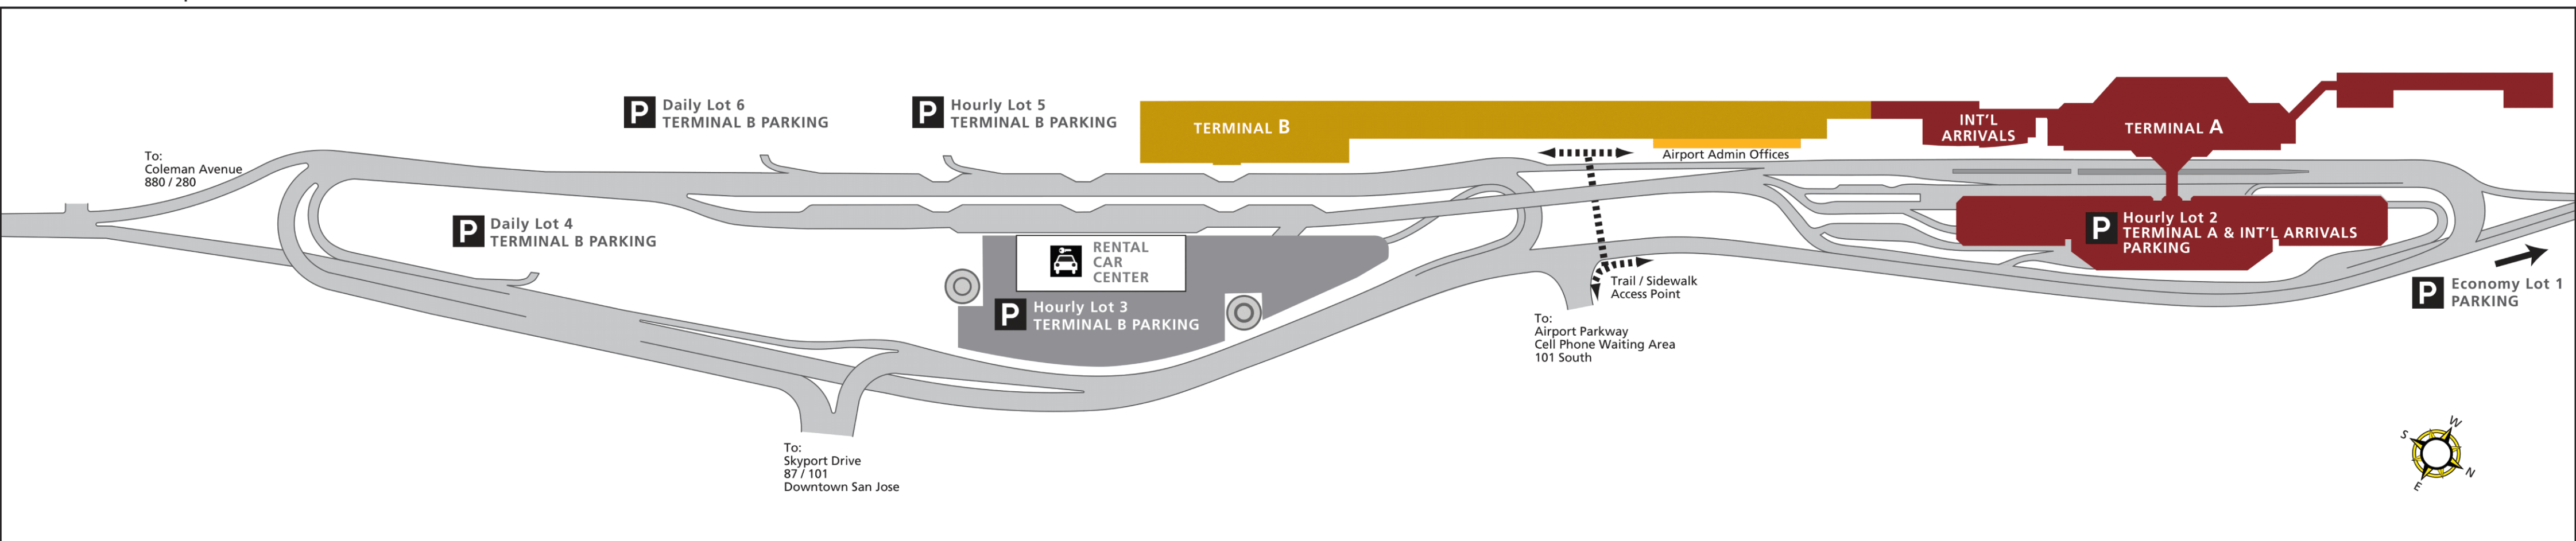 To:
Coleman Avenue
880 / 280
P
Daily Lot 6
TERMINAL B PARKING
P
Hourly Lot 5
TERMINAL B PARKING
P
Daily Lot 4
TERMINAL B PARKING
TERMINAL B
Airport Admin Offices
INT'L
ARRIVALS
TERMINAL A
RENTAL
CAR
CENTER
P
Hourly Lot 3
TERMINAL B PARKING
P
Hourly Lot 2
TERMINAL A & INT'L ARRIVALS
PARKING
Trail / Sidewalk
Access Point
To:
Airport Parkway
Cell Phone Waiting Area
101 South
P
Economy Lot 1
PARKING
To:
Skyport Drive
87 / 101
Downtown San Jose
W
S
N
E